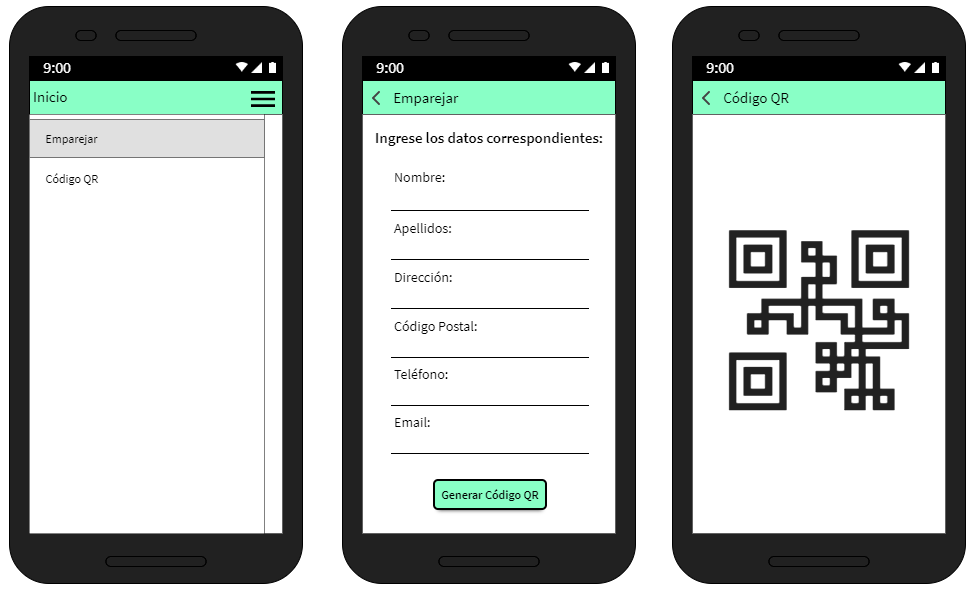 9:00
Inicio
Emparejar
Código QR
9:00
Emparejar
Ingrese los datos correspondientes:
Nombre:
Apellidos:
Dirección:
Código Postal:
Teléfono:
Email:
Generar Código QR
9:00
Código QR